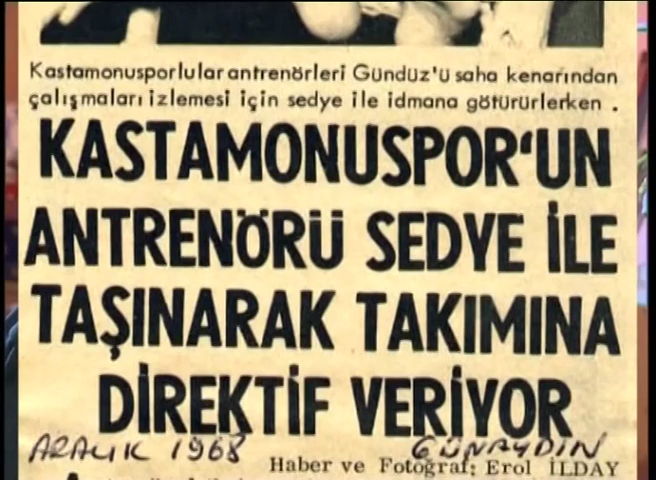 Kastamonusporlular antrenörleri Gündüz'ü saha kenarından
çalışmaları izlemesi için sedye ile idmana götürürlerken .
KASTAMONUSPOR'UN
ANTRENÖRÜ SEDYE İLE
TAŞINARAK TAKIMINA
DİREKTİF VERİYOR
ARALIK 1968 GÜNAYDIN
Haber ve Fotoğraf: Erol İLDAY